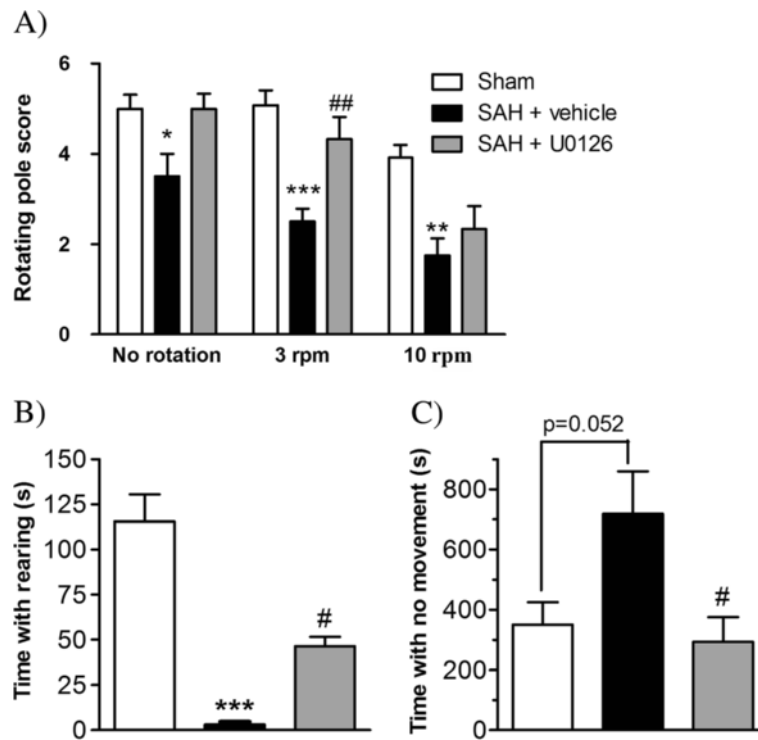 A)
Rotating pole score
6
4
2
0
*
***
##
**
Sham
SAH + vehicle
SAH + U0126
No rotation
3 rpm
10 rpm
B)
Time with rearing (s)
150
125
100
75
50
25
0
***
#
C)
Time with no movement (s)
p=0.052
800
600
400
200
0
#